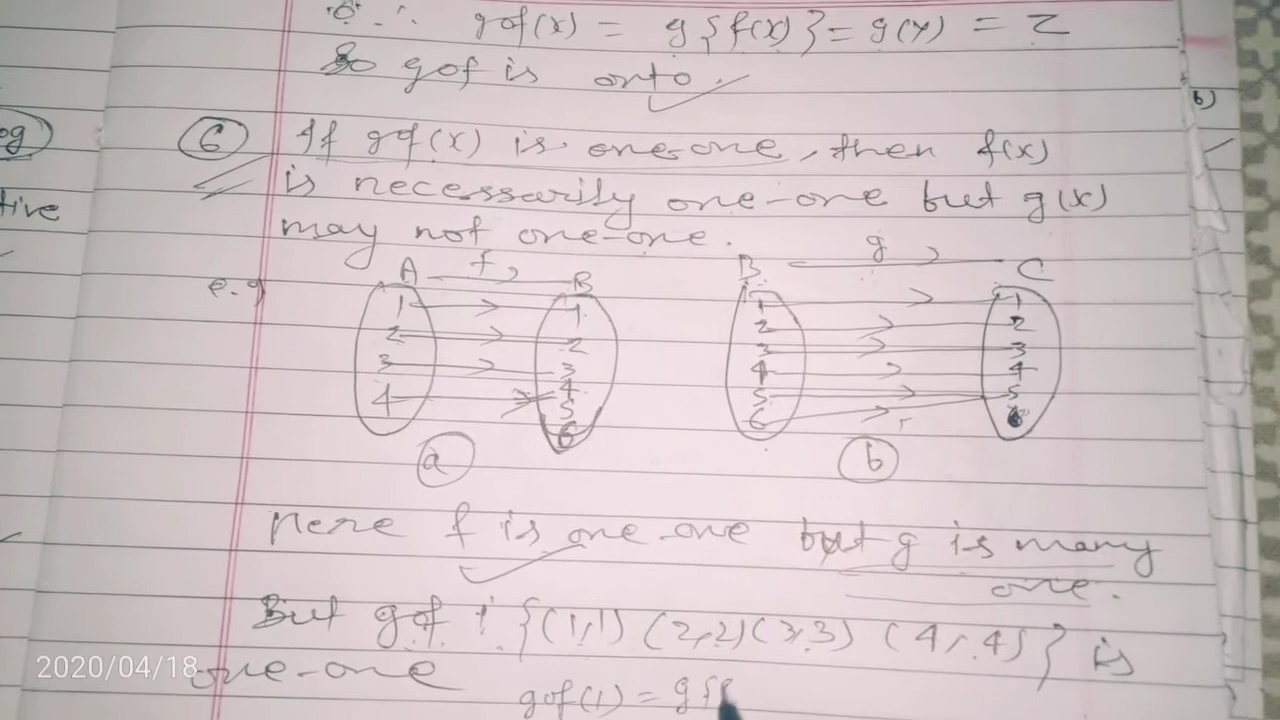 ∴ gof(x) = g{f(x)} = g(y) = z
So gof is onto
b)
og
6 If gof(x) is one-one, then f(x)
tive is necessarily one-one but g(x)
may not one-one.
e.g A f B B g C
1 1 1 1
2 2 2 2
3 3 3 3
4 4 4 4
5 5 5
6 6 6
a b
Here f is one-one but g is many
one.
But gof : {(1,1) (2,2) (3,3) (4,4)} is
one-one
gof(1) = g{f
2020/04/18